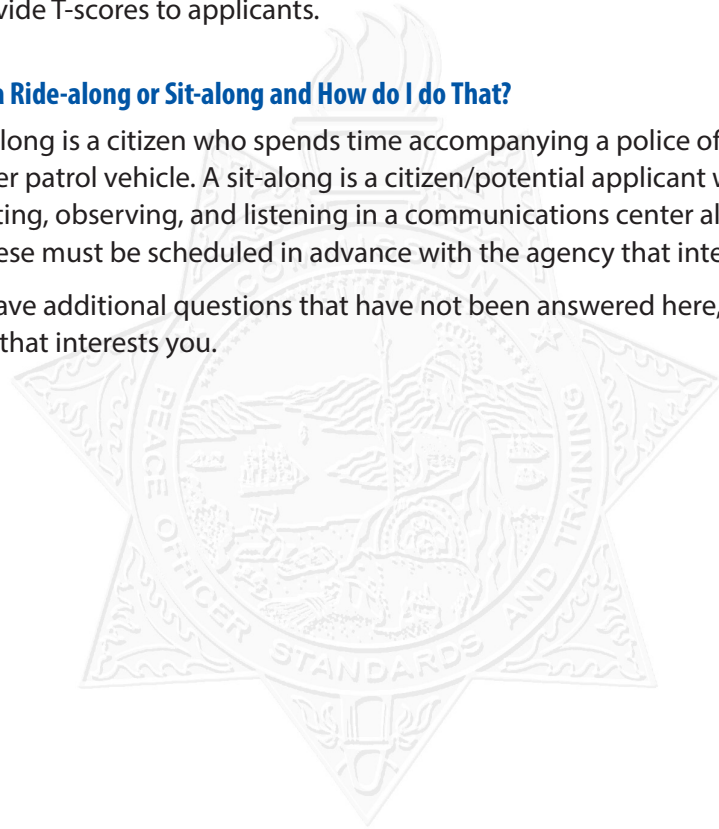 vide T-scores to applicants.
a Ride-along or Sit-along and How do I do That?
long is a citizen who spends time accompanying a police of
er patrol vehicle. A sit-along is a citizen/potential applicant
ting, observing, and listening in a communications center al
ese must be scheduled in advance with the agency that inte
ave additional questions that have not been answered here,
that interests you.
COMMISSION
PEACE OFFICER STANDARDS AND TRAINING